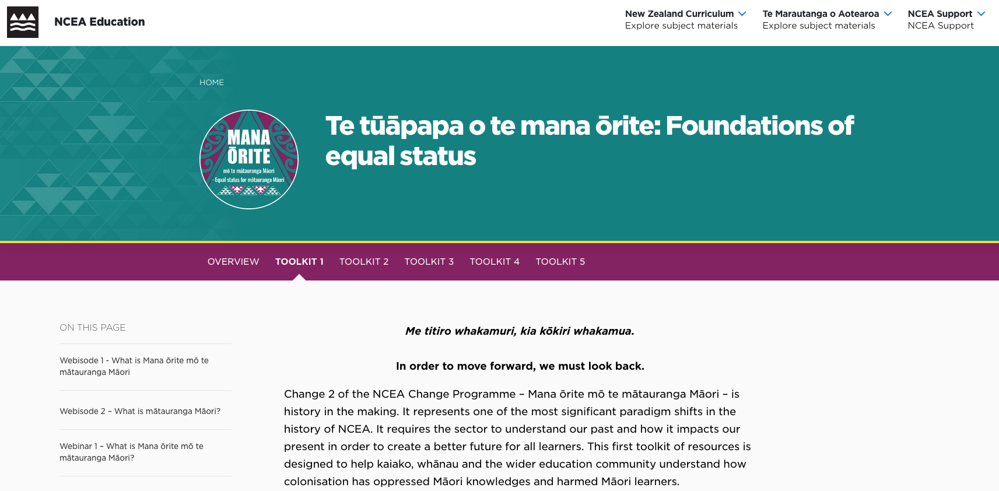 NCEA Education
New Zealand Curriculum
Explore subject materials
Te Marautanga o Aotearoa
Explore subject materials
NCEA Support
NCEA Support
HOME
MANA
ŌRITE
mō te mātauranga Māori
- Equal status for mātauranga Māori
Te tūāpapa o te mana ōrite: Foundations of
equal status
OVERVIEW TOOLKIT 1 TOOLKIT 2 TOOLKIT 3 TOOLKIT 4 TOOLKIT 5
ON THIS PAGE
Webisode 1 - What is Mana ōrite mō te
mātauranga Māori
Webisode 2 – What is mātauranga Māori?
Webinar 1 – What is Mana ōrite mō te
mātauranga Māori?
Me titiro whakamuri, kia kōkiri whakamua.
In order to move forward, we must look back.
Change 2 of the NCEA Change Programme – Mana ōrite mō te mātauranga Māori – is
history in the making. It represents one of the most significant paradigm shifts in the
history of NCEA. It requires the sector to understand our past and how it impacts our
present in order to create a better future for all learners. This first toolkit of resources is
designed to help kaiako, whānau and the wider education community understand how
colonisation has oppressed Māori knowledges and harmed Māori learners.